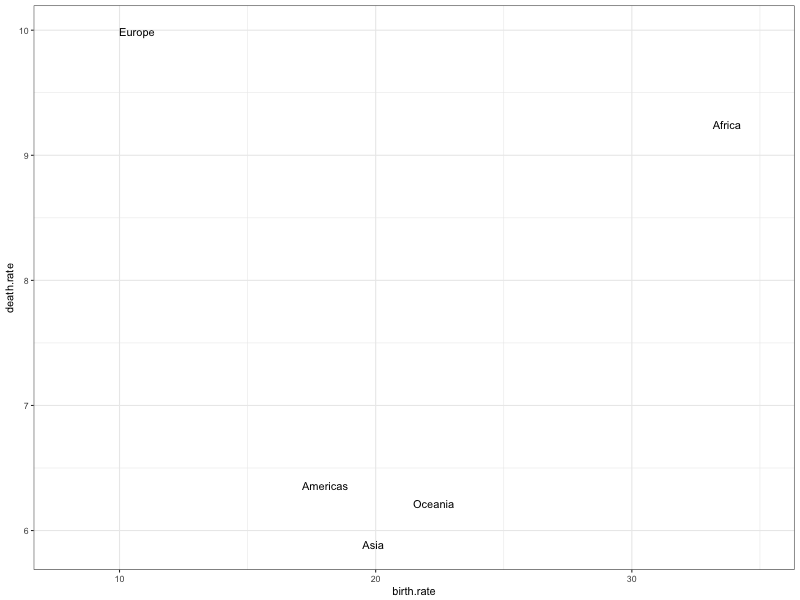 10
Europe
Africa
9
8
death.rate
7
Americas
Oceania
6
Asia
10
20
30
birth.rate